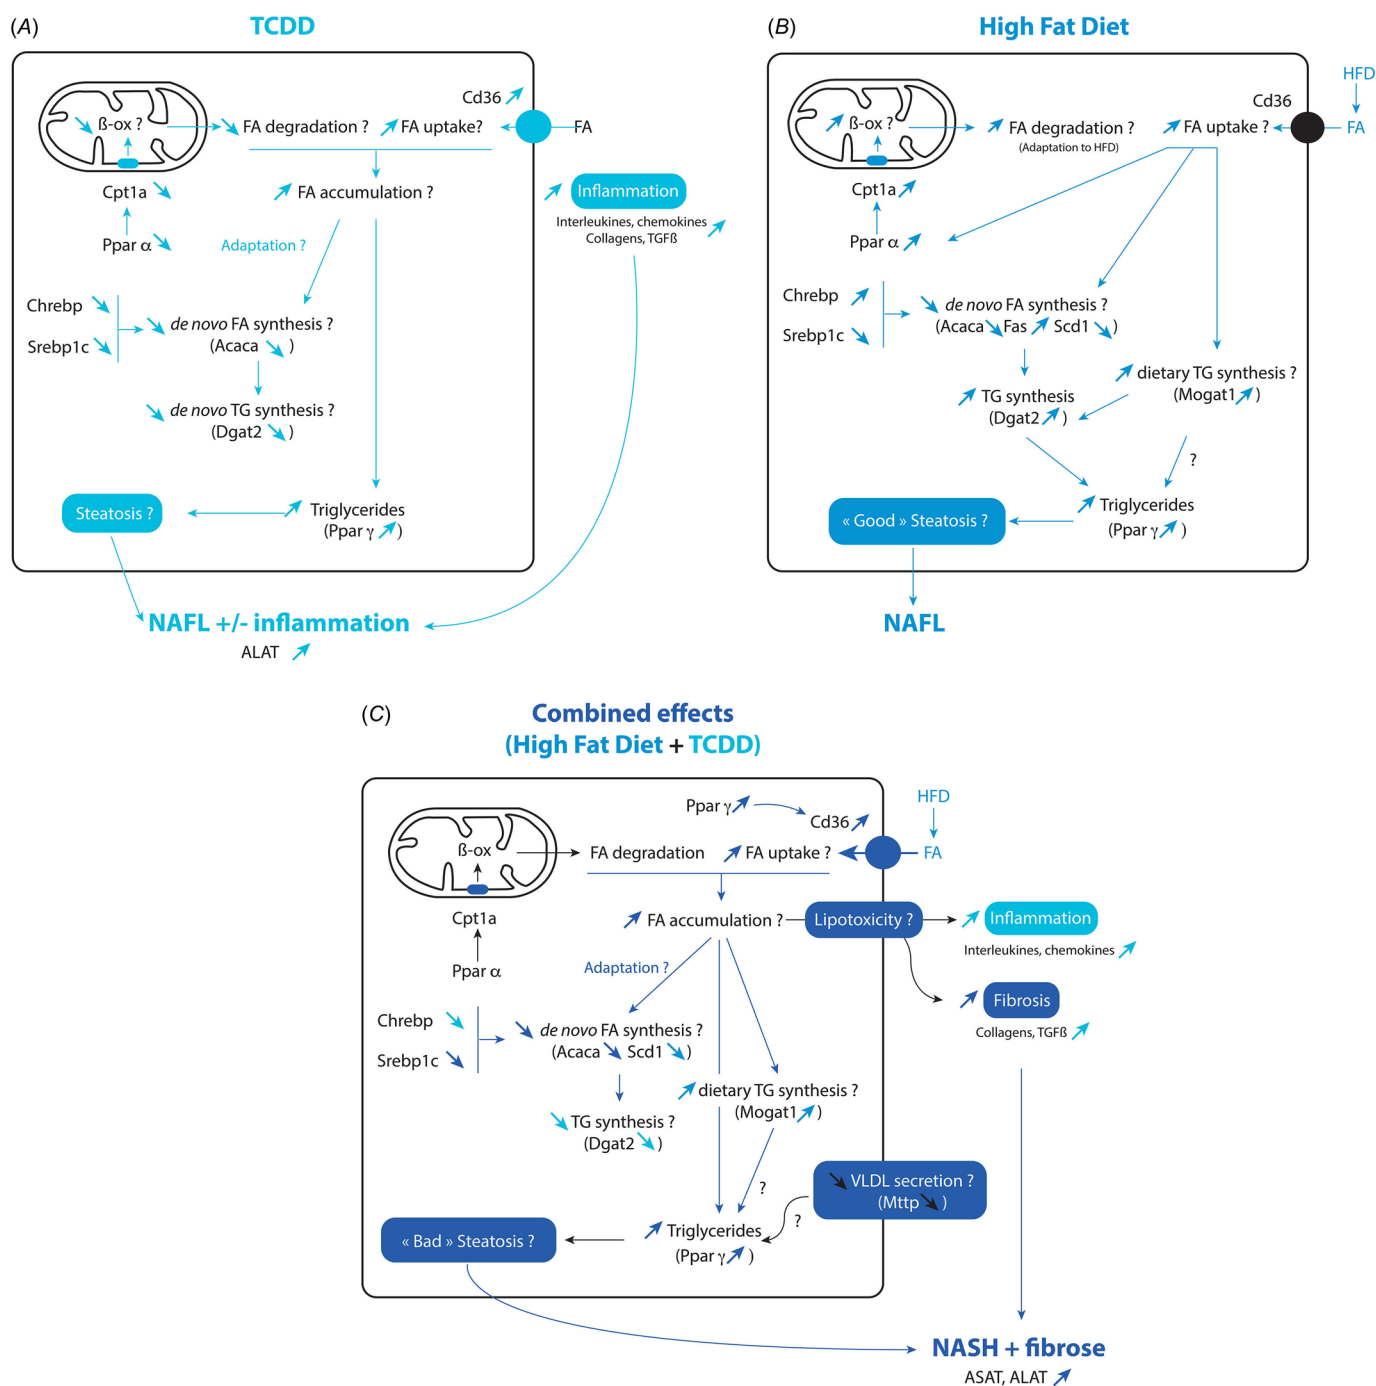 (A)
TCDD
Cd36
ß-ox ?
FA degradation ?
FA uptake?
FA
Cpt1a
FA accumulation ?
Inflammation
Interleukines, chemokines
Collagens, TGFß
Ppar α
Adaptation ?
Chrebp
Srebp1c
de novo FA synthesis ?
(Acaca )
de novo TG synthesis ?
(Dgat2 )
Steatosis ?
Triglycerides
(Ppar γ )
NAFL +/- inflammation
ALAT
(B)
High Fat Diet
HFD
Cd36
ß-ox ?
FA degradation ?
(Adaptation to HFD)
FA uptake ?
FA
Cpt1a
Ppar α
Chrebp
Srebp1c
de novo FA synthesis ?
(Acaca Fas Scd1 )
dietary TG synthesis ?
(Mogat1 )
TG synthesis
(Dgat2 )
?
Triglycerides
(Ppar γ )
« Good » Steatosis ?
NAFL
(C)
Combined effects
(High Fat Diet + TCDD)
Ppar γ
Cd36
HFD
ß-ox
FA degradation
FA uptake ?
FA
Cpt1a
FA accumulation ?
Lipotoxicity ?
Inflammation
Interleukines, chemokines
Ppar α
Adaptation ?
Fibrosis
Collagens, TGFß
Chrebp
Srebp1c
de novo FA synthesis ?
(Acaca Scd1 )
dietary TG synthesis ?
(Mogat1 )
TG synthesis ?
(Dgat2 )
VLDL secretion ?
(Mttp )
?
?
Triglycerides
(Ppar γ )
« Bad » Steatosis ?
NASH + fibrose
ASAT, ALAT